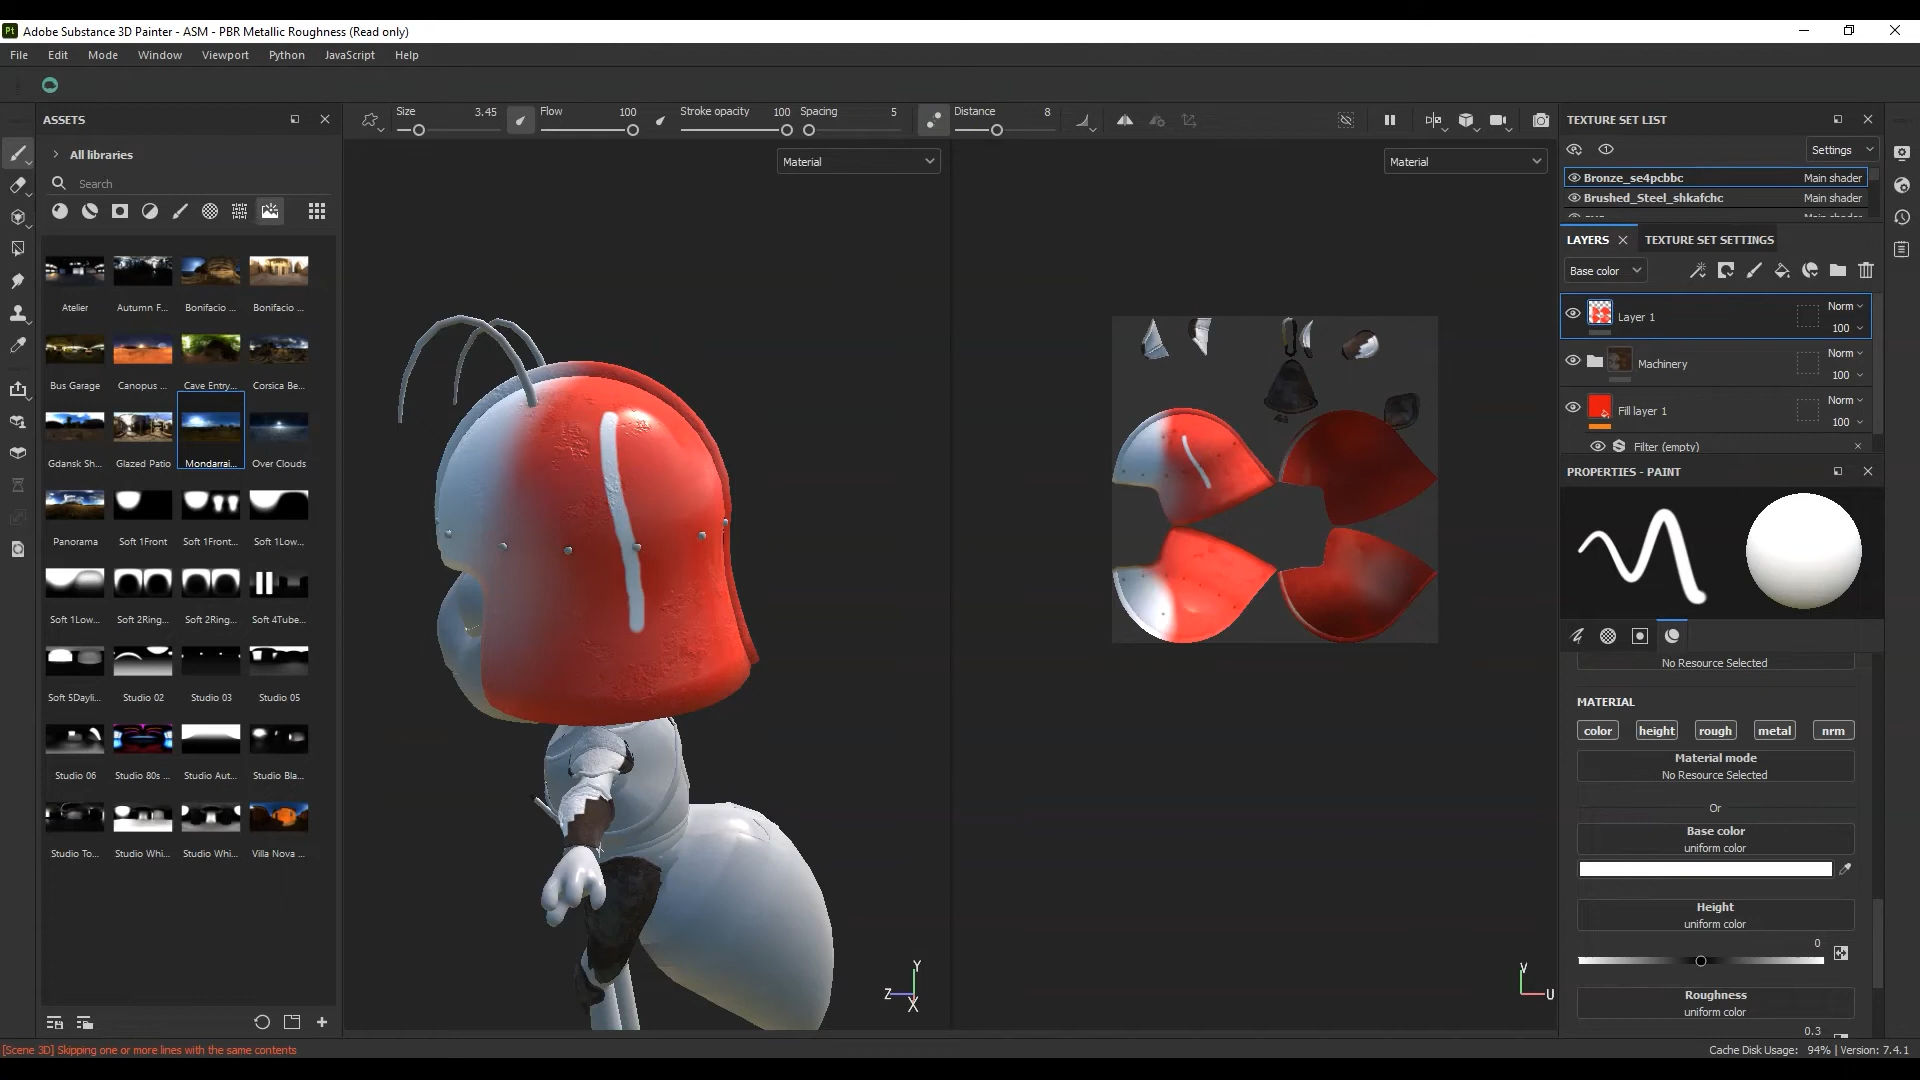 Pt Adobe Substance 3D Painter - ASM - PBR Metallic Roughness (Read only)
File Edit Mode Window Viewport Python JavaScript Help
ASSETS
All libraries
Search
Atelier Autumn F... Bonifacio ... Bonifacio ...
Bus Garage Canopus ... Cave Entry... Corsica Be...
Gdansk Sh... Glazed Patio Mondarrai... Over Clouds
Panorama Soft 1Front Soft 1Front... Soft 1Low...
Soft 1Low... Soft 2Ring... Soft 2Ring... Soft 4Tube...
Soft 5Dayli... Studio 02 Studio 03 Studio 05
Studio 06 Studio 80s ... Studio Aut... Studio Bla...
Studio To... Studio Whi... Studio Whi... Villa Nova ...
Size 3.45 Flow 100 Stroke opacity 100 Spacing 5 Distance 8
Material
Y
Z
X
Material
V
U
TEXTURE SET LIST
Settings
Bronze_se4pcbbc Main shader
Brushed_Steel_shkafchc Main shader
Main shader
LAYERS TEXTURE SET SETTINGS
Base color
Layer 1 Norm 100
Machinery Norm 100
Fill layer 1 Norm 100
Filter (empty)
PROPERTIES - PAINT
No Resource Selected
MATERIAL
color height rough metal nrm
Material mode
No Resource Selected
Or
Base color
uniform color
Height
uniform color
0
Roughness
uniform color
0.3
[Scene 3D] Skipping one or more lines with the same contents
Cache Disk Usage: 94% | Version: 7.4.1